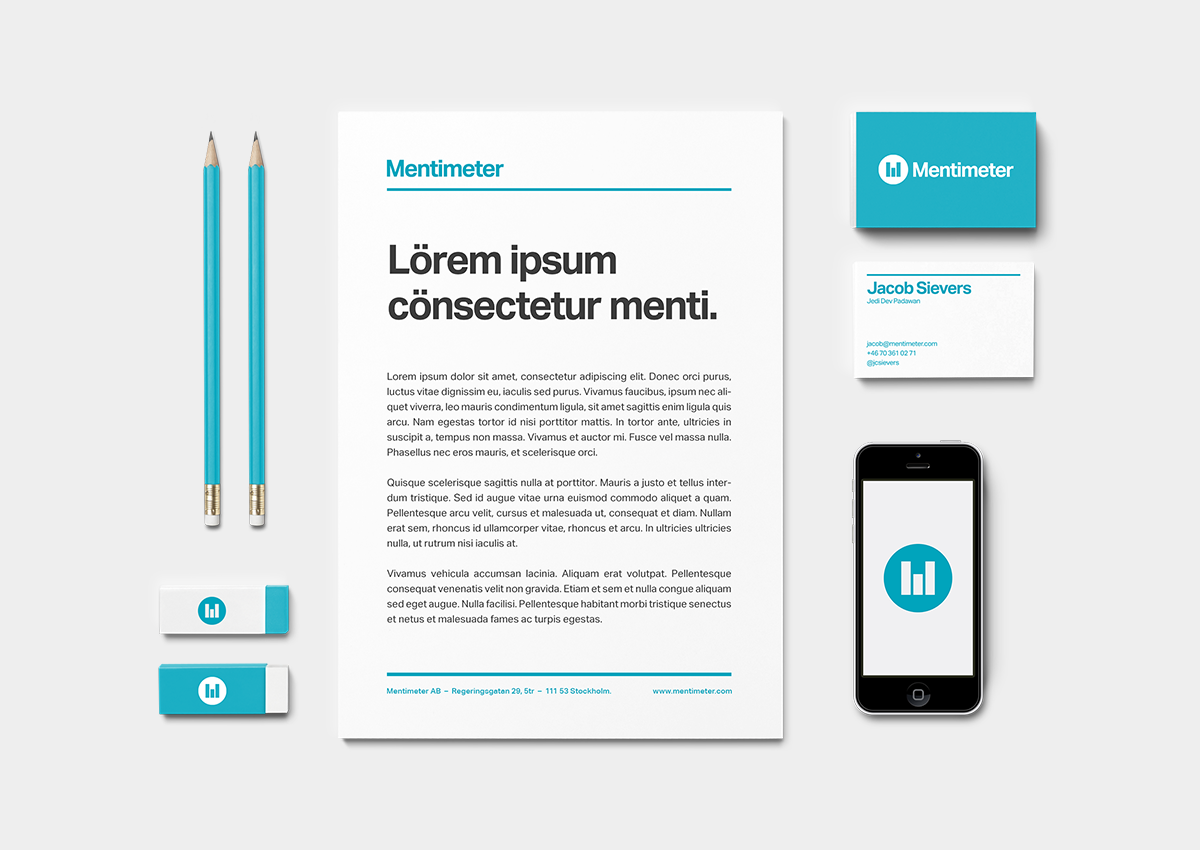 Mentimeter
Lörem ipsum
cönsectetur menti.
Lorem ipsum dolor sit amet, consectetur adipiscing elit. Donec orci purus,
luctus vitae dignissim eu, iaculis sed purus. Vivamus faucibus, ipsum nec ali-
quet viverra, leo mauris condimentum ligula, sit amet sagittis enim ligula quis
arcu. Nam egestas tortor id nisi porttitor mattis. In tortor ante, ultricies in
suscipit a, tempus non massa. Vivamus et auctor mi. Fusce vel massa nulla.
Phasellus nec eros mauris, et scelerisque orci.
Quisque scelerisque sagittis nulla at porttitor. Mauris a justo et tellus inter-
dum tristique. Sed id augue vitae urna euismod commodo aliquet a quam.
Pellentesque arcu velit, cursus et malesuada ut, consequat et diam. Nullam
erat sem, rhoncus id ullamcorper vitae, rhoncus et arcu. In ultricies ultricies
nulla, ut rutrum nisi iaculis at.
Vivamus vehicula accumsan lacinia. Aliquam erat volutpat. Pellentesque
consequat venenatis velit non gravida. Etiam et sem et nulla congue aliquam
sed eget augue. Nulla facilisi. Pellentesque habitant morbi tristique senectus
et netus et malesuada fames ac turpis egestas.
Mentimeter AB – Regeringsgatan 29, 5tr – 111 53 Stockholm. www.mentimeter.com
Mentimeter
Jacob Sievers
Jedi Dev Padawan
jacob@mentimeter.com
+46 70 361 02 71
@jcsievers